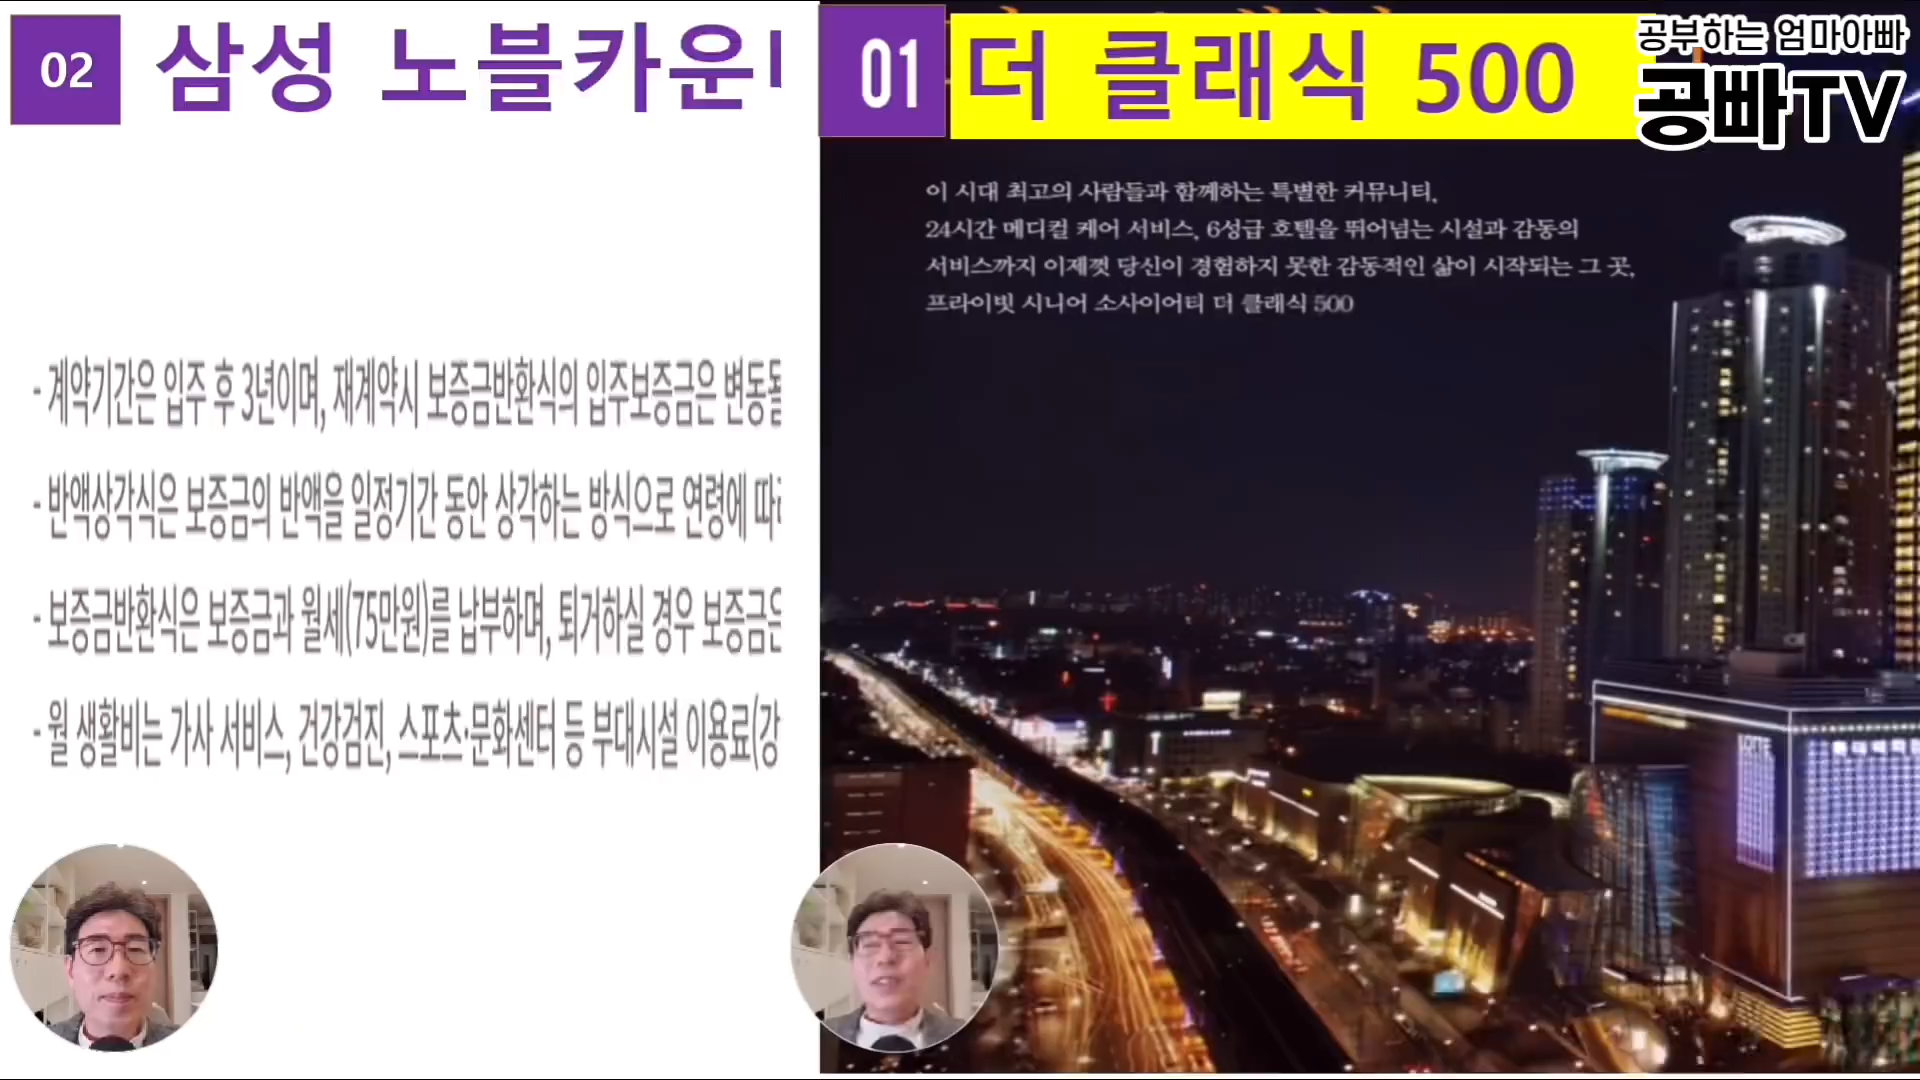 02
삼성 노블카운
- 계약기간은 입주 후 3년이며, 재계약시 보증금반환식의 입주보증금은 변동될
- 반액상각식은 보증금의 반액을 일정기간 동안 상각하는 방식으로 연령에
- 보증금반환식은 보증금과 월세(75만원)를 납부하며, 퇴거하실 경우 보증금은
- 월 생활비는 가사 서비스, 건강검진, 스포츠·문화센터 등 부대시설 이용료(강
01
더 클래식 500
공부하는 엄마아빠
공빠TV
이 시대 최고의 사람들과 함께하는 특별한 커뮤니티,
24시간 메디컬 케어 서비스, 6성급 호텔을 뛰어넘는 시설과 감동의
서비스까지 이제껏 당신이 경험하지 못한 감동적인 삶이 시작되는 그 곳,
프라이빗 시니어 소사이어티 더 클래식 500
LOTTE